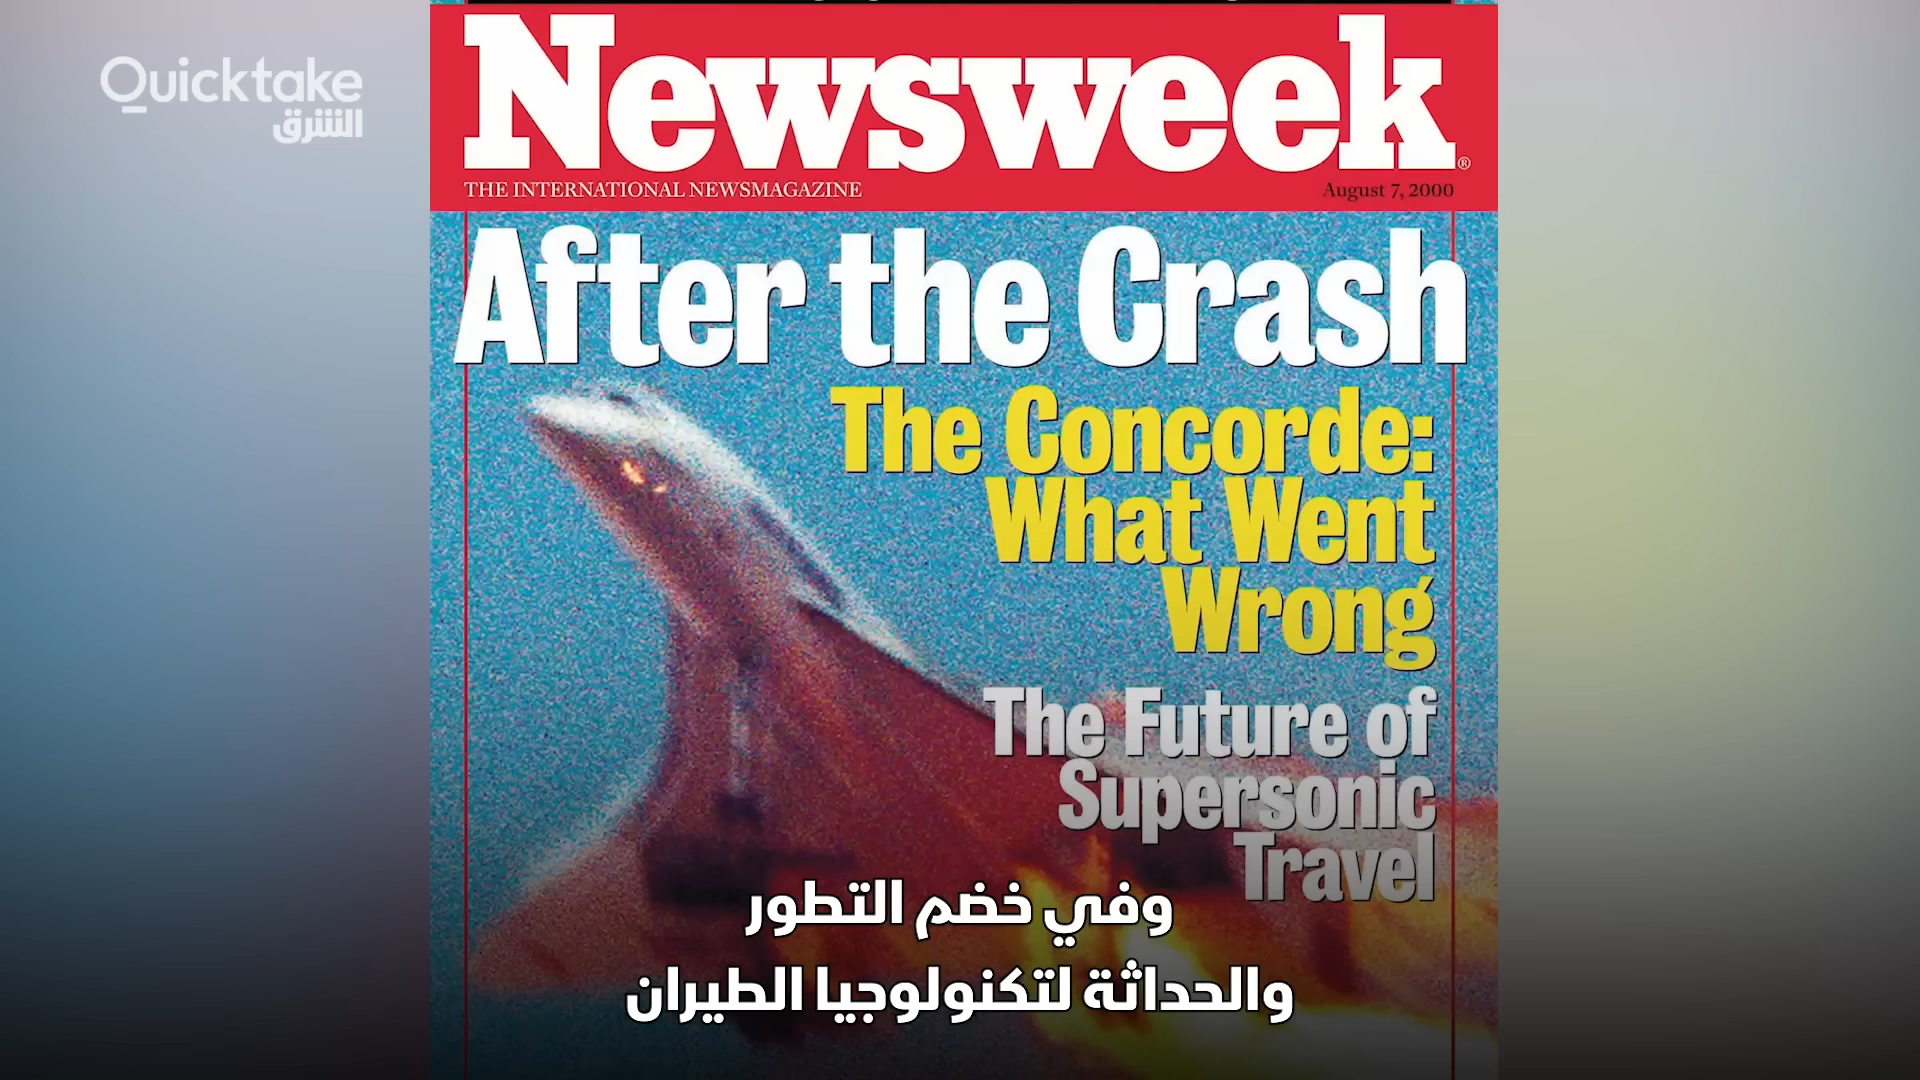 Quicktake
الشرق
Newsweek®
THE INTERNATIONAL NEWSMAGAZINE
August 7, 2000
After the Crash
The Concorde:
What Went
Wrong
The Future of
Supersonic
Travel
وفي خضم التطور
والحداثة لتكنولوجيا الطيران